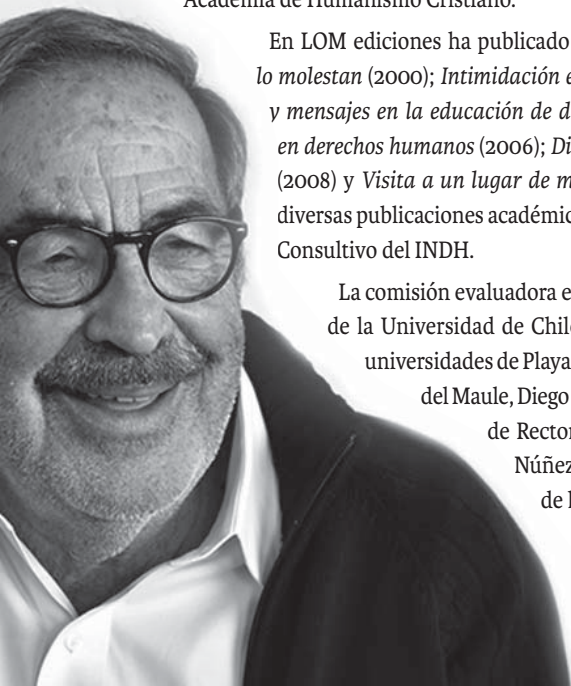 Academia de Humanismo Cristiano.
En LOM ediciones ha publicado
lo molestan (2000); Intimidación e
y mensajes en la educación de d
en derechos humanos (2006); Di
(2008) y Visita a un lugar de m
diversas publicaciones académic
Consultivo del INDH.
La comisión evaluadora e
de la Universidad de Chil
universidades de Playa
del Maule, Diego
de Recto
Núñez
de l